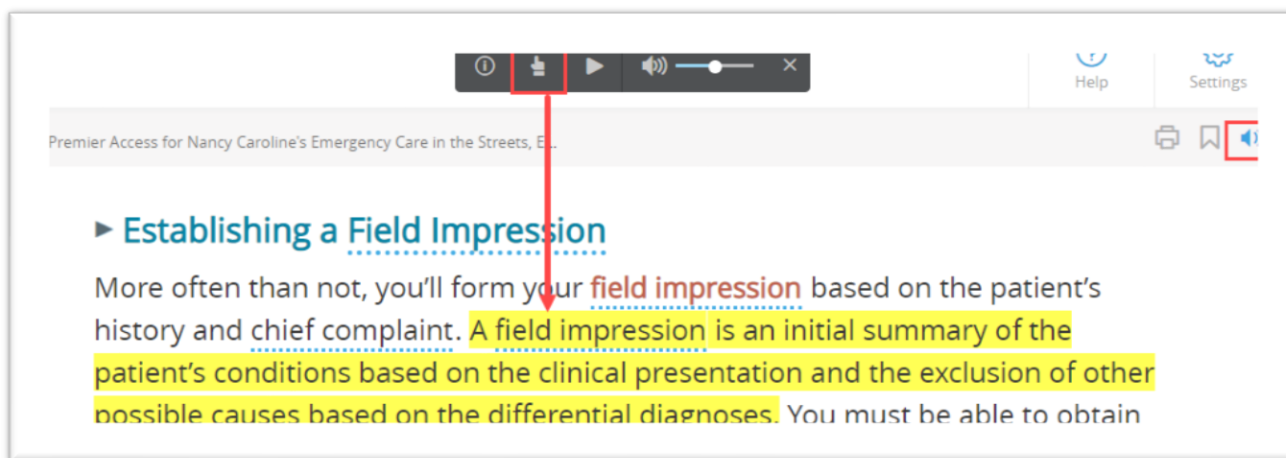 Help
Settings
Premier Access for Nancy Caroline's Emergency Care in the Streets, E...
Establishing a Field Impression
More often than not, you'll form your field impression based on the patient's
history and chief complaint. A field impression is an initial summary of the
patient's conditions based on the clinical presentation and the exclusion of other
possible causes based on the differential diagnoses. You must be able to obtain